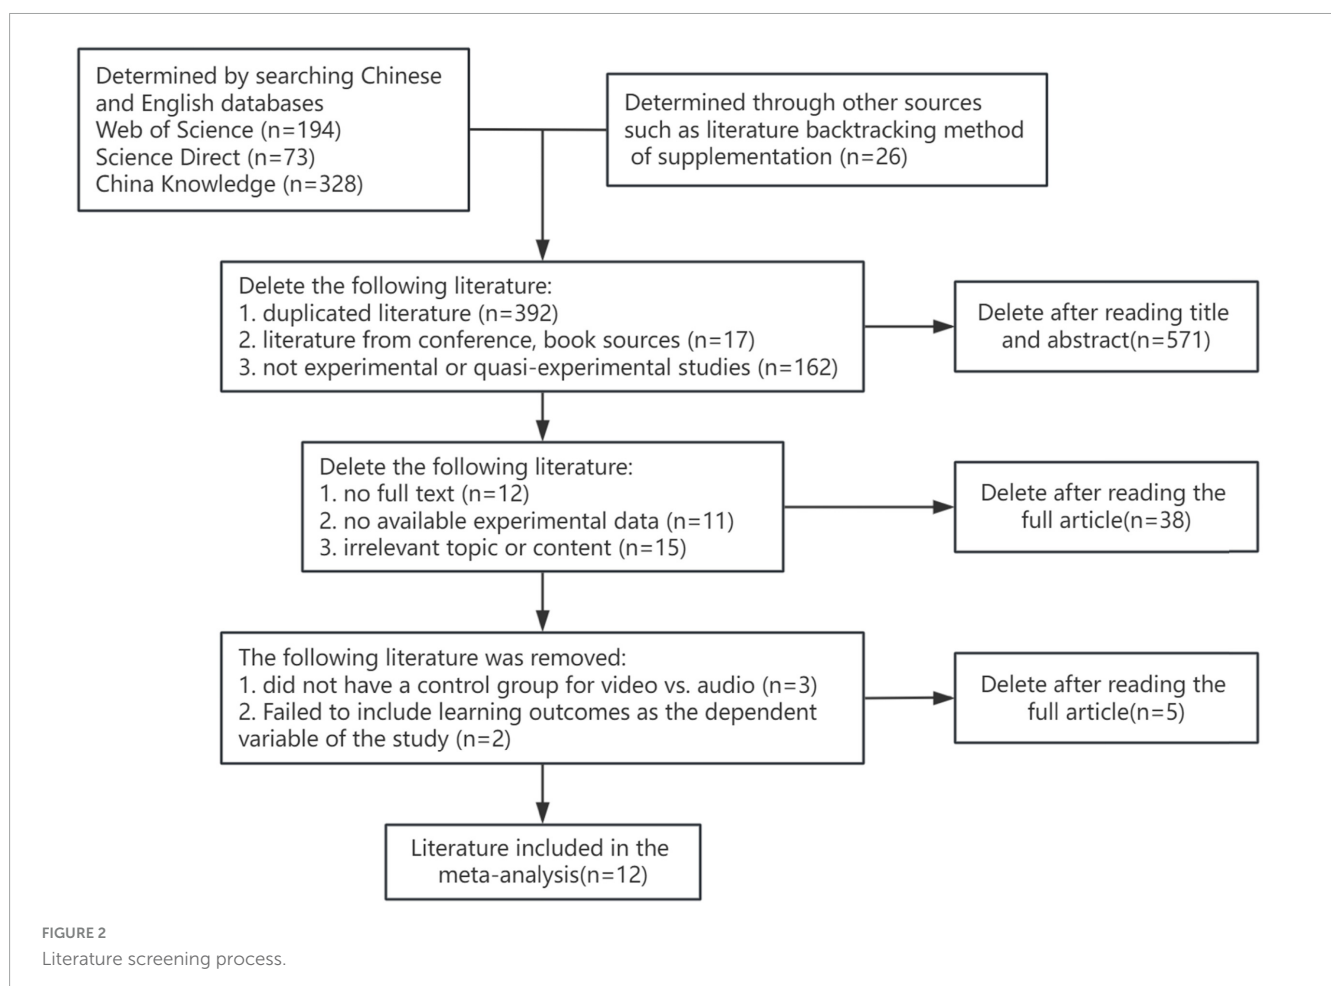 Determined by searching Chinese
and English databases
Web of Science (n=194)
Science Direct (n=73)
China Knowledge (n=328)
Determined through other sources
such as literature backtracking method
of supplementation (n=26)
Delete the following literature:
1. duplicated literature (n=392)
2. literature from conference, book sources (n=17)
3. not experimental or quasi-experimental studies (n=162)
Delete after reading title
and abstract(n=571)
Delete the following literature:
1. no full text (n=12)
2. no available experimental data (n=11)
3. irrelevant topic or content (n=15)
Delete after reading the
full article(n=38)
The following literature was removed:
1. did not have a control group for video vs. audio (n=3)
2. Failed to include learning outcomes as the dependent
variable of the study (n=2)
Delete after reading the
full article(n=5)
Literature included in the
meta-analysis(n=12)
FIGURE 2
Literature screening process.